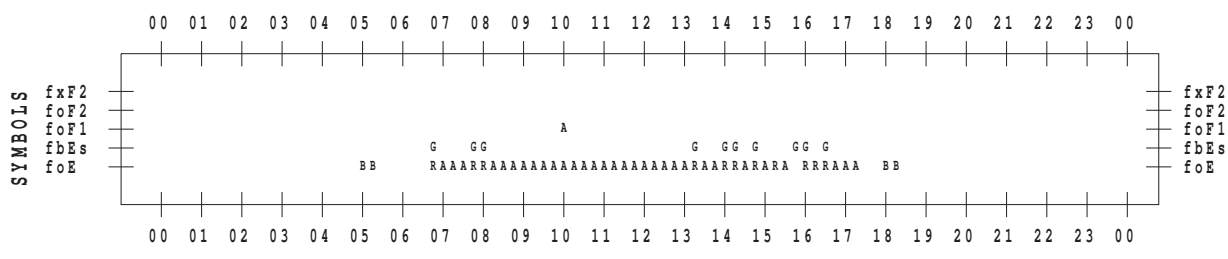 00 01 02 03 04 05 06 07 08 09 10 11 12 13 14 15 16 17 18 19 20 21 22 23 00
SYMBOLS
fxF2 fxF2
foF2 foF2
foF1 A foF1
fbEs G GG G GG G GG G fbEs
foE BB RAAARRAAAAAAAAAAAAAAAAAAAARAARRARARA RRRAAA BB foE
00 01 02 03 04 05 06 07 08 09 10 11 12 13 14 15 16 17 18 19 20 21 22 23 00